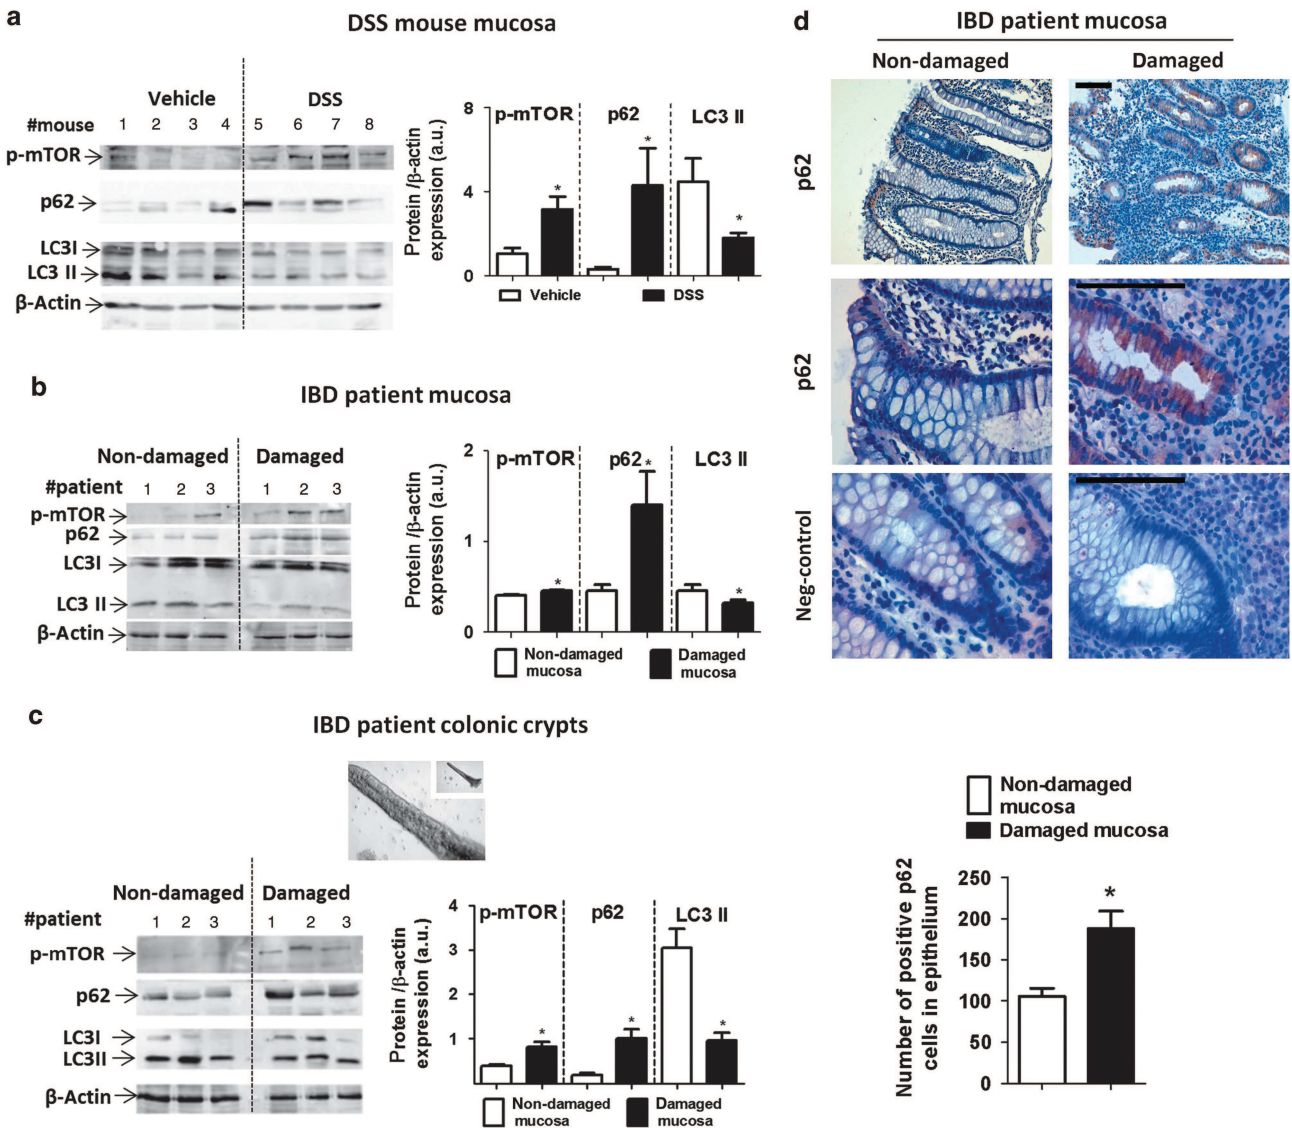 a
DSS mouse mucosa
Vehicle
DSS
#mouse 1 2 3 4 5 6 7 8
p-mTOR
p62
LC3I
LC3 II
β-Actin
Protein /β-actin
expression (a.u.)
8
4
0
p-mTOR
p62
LC3 II
*
*
*
Vehicle
DSS
b
IBD patient mucosa
Non-damaged
Damaged
#patient 1 2 3 1 2 3
p-mTOR
p62
LC3I
LC3 II
β-Actin
Protein /β-actin
expression (a.u.)
2
1
0
p-mTOR
p62
LC3 II
*
*
*
Non-damaged
mucosa
Damaged
mucosa
c
IBD patient colonic crypts
Non-damaged
Damaged
#patient 1 2 3 1 2 3
p-mTOR
p62
LC3I
LC3II
β-Actin
Protein /β-actin
expression (a.u.)
4
3
2
1
p-mTOR
p62
LC3 II
*
*
*
Non-damaged
mucosa
Damaged
mucosa
d
IBD patient mucosa
Non-damaged
Damaged
p62
p62
Neg-control
Non-damaged
mucosa
Damaged mucosa
Number of positive p62
cells in epithelium
250
200
150
100
50
0
*